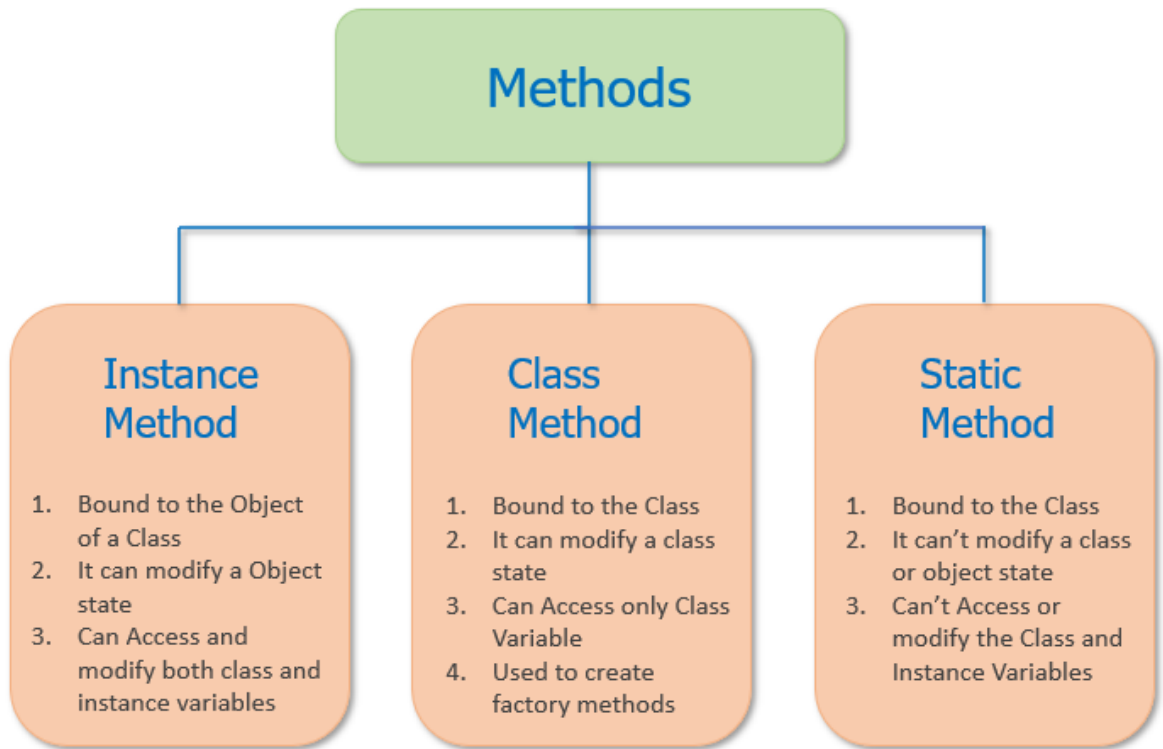 Methods
Instance
Method
1. Bound to the Object
of a Class
2. It can modify a Object
state
3. Can Access and
modify both class and
instance variables
Class
Method
1. Bound to the Class
2. It can modify a class
state
3. Can Access only Class
Variable
4. Used to create
factory methods
Static
Method
1. Bound to the Class
2. It can’t modify a class
or object state
3. Can’t Access or
modify the Class and
Instance Variables